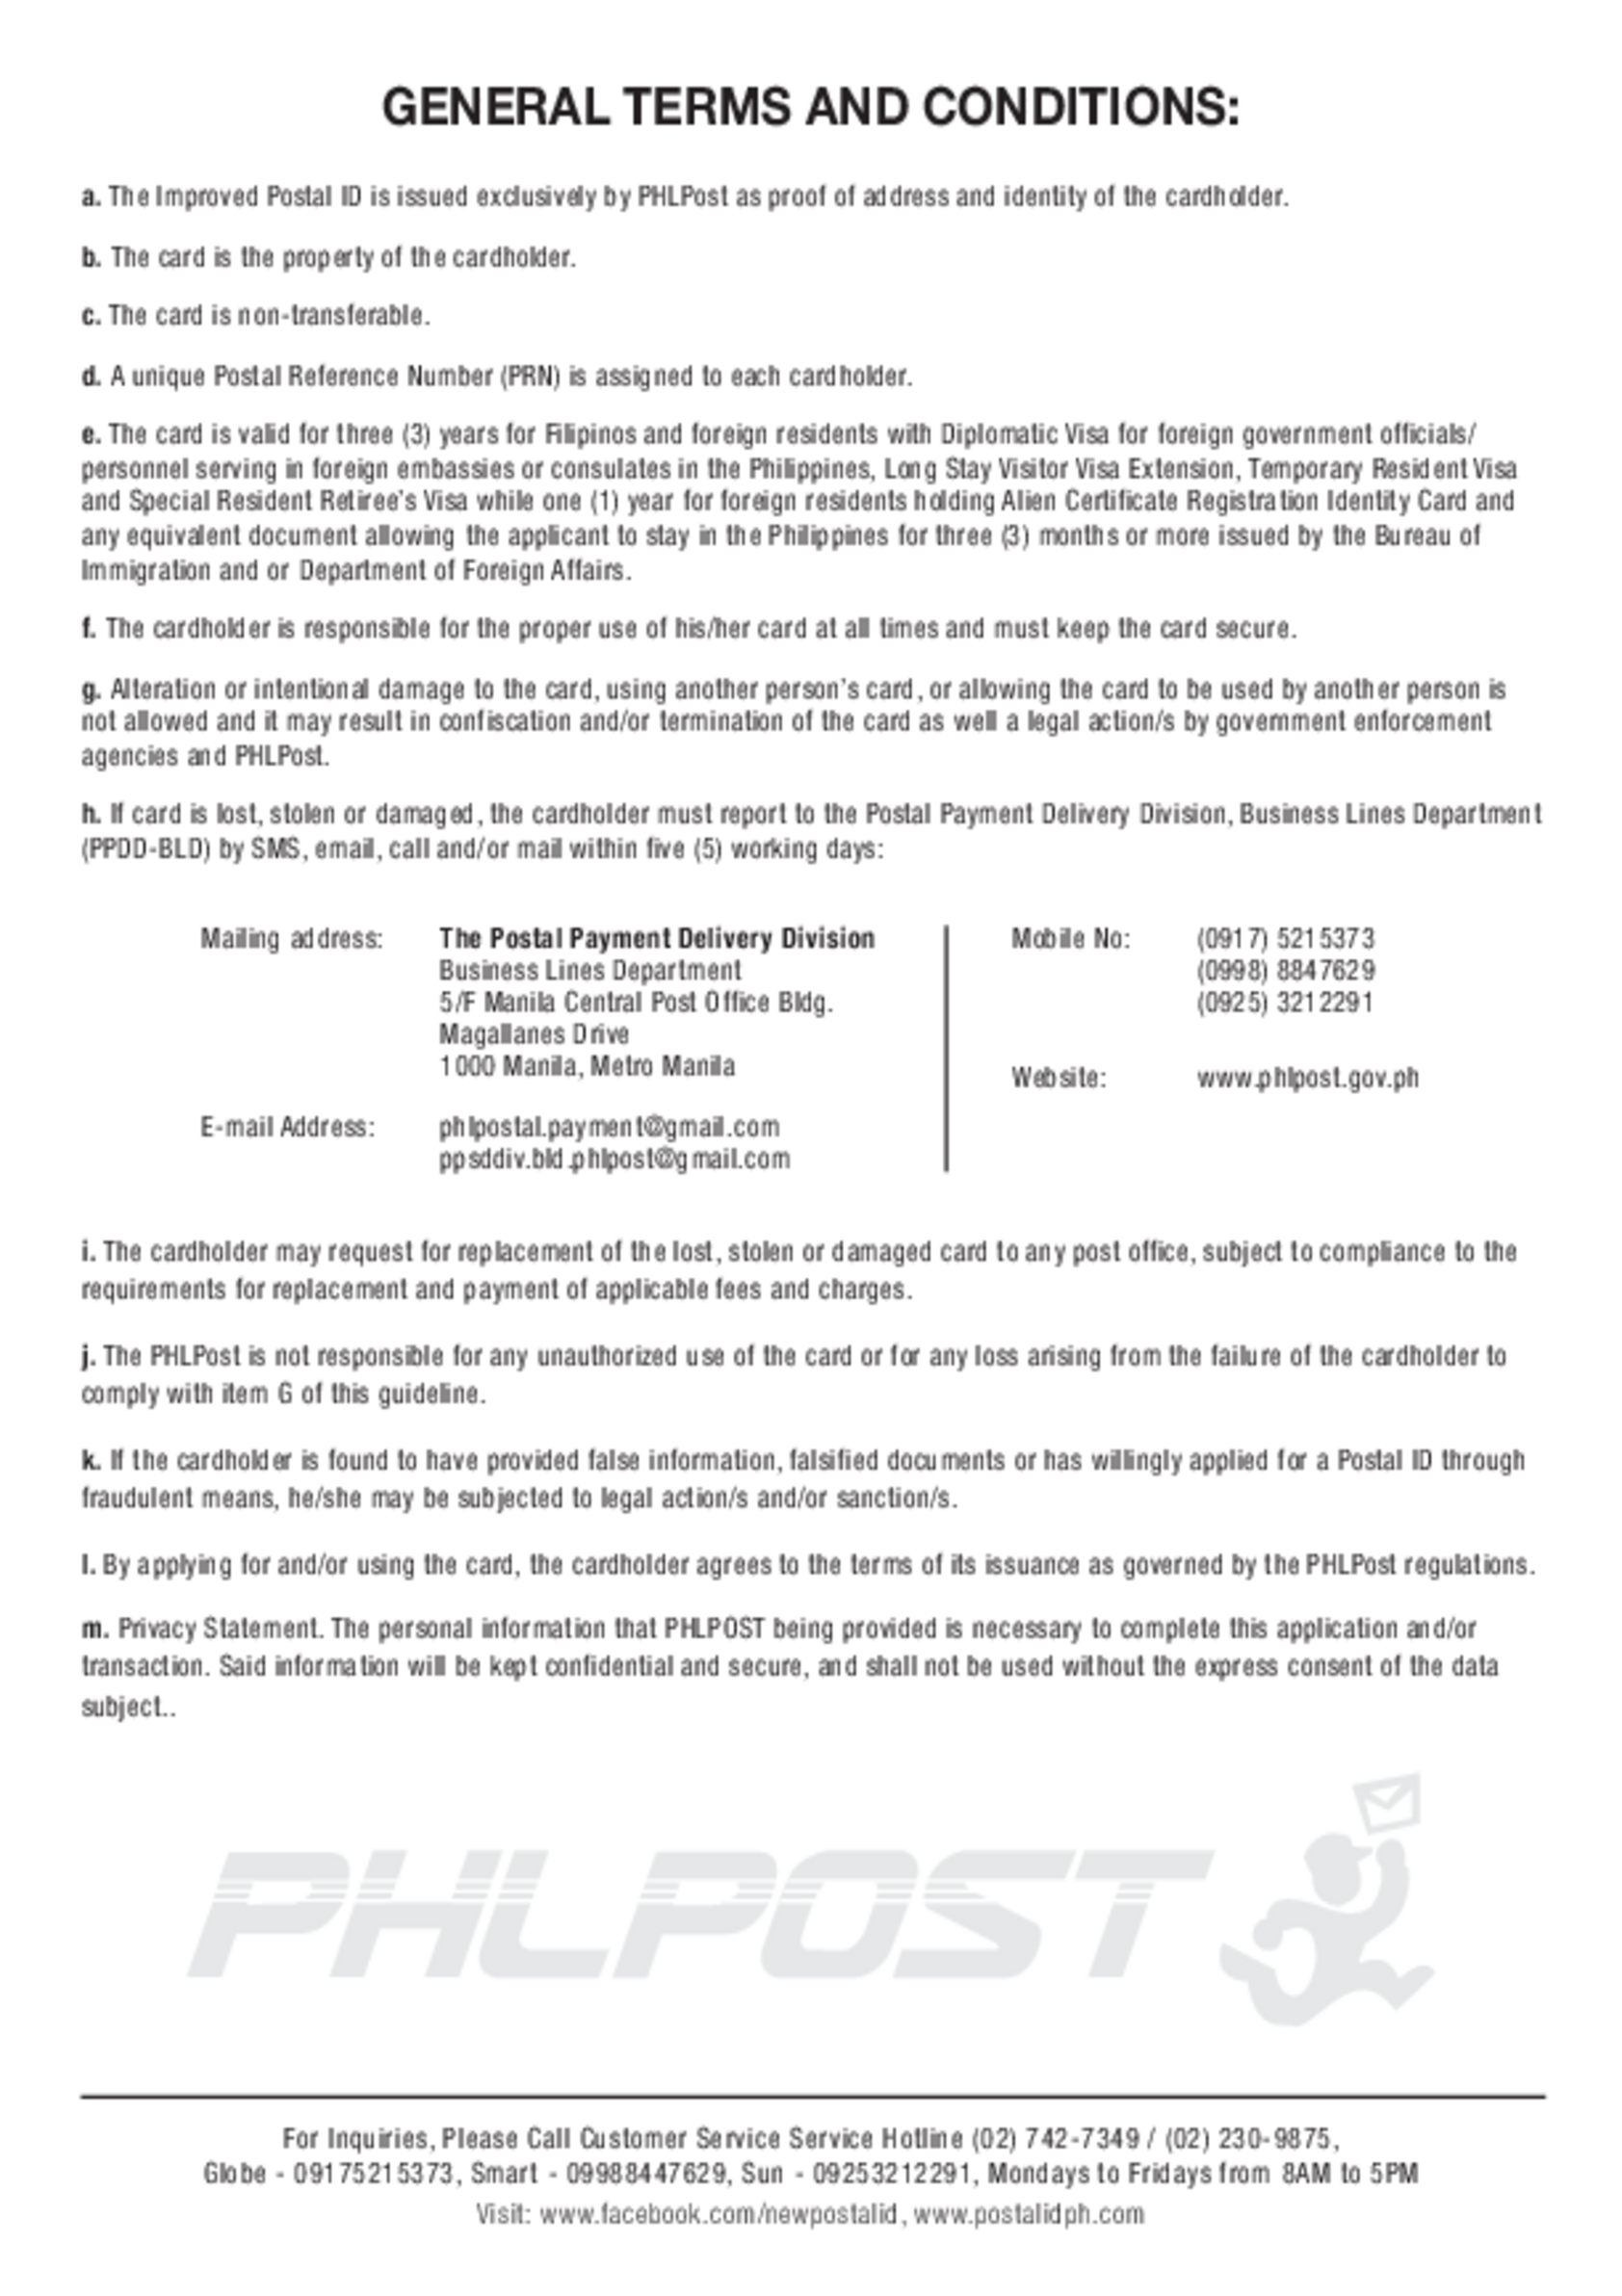 GENERAL TERMS AND CONDITIONS:
a. The Improved Postal ID is issued exclusively by PHLPost as proof of address and identity of the cardholder.
b. The card is the property of the cardholder.
c. The card is non-transferable.
d. A unique Postal Reference Number (PRN) is assigned to each cardholder.
e. The card is valid for three (3) years for Filipinos and foreign residents with Diplomatic Visa for foreign government officials/
personnel serving in foreign embassies or consulates in the Philippines, Long Stay Visitor Visa Extension, Temporary Resident Visa
and Special Resident Retiree's Visa while one (1) year for foreign residents holding Alien Certificate Registration Identity Card and
any equivalent document allowing the applicant to stay in the Philippines for three (3) months or more issued by the Bureau of
Immigration and or Department of Foreign Affairs.
f. The cardholder is responsible for the proper use of his/her card at all times and must keep the card secure.
g. Alteration or intentional damage to the card, using another person's card, or allowing the card to be used by another person is
not allowed and it may result in confiscation and/or termination of the card as well a legal action/s by government enforcement
agencies and PHLPost.
h. If card is lost, stolen or damaged, the cardholder must report to the Postal Payment Delivery Division, Business Lines Department
(PPDD-BLD) by SMS, email, call and/or mail within five (5) working days:
Mailing address: The Postal Payment Delivery Division
Business Lines Department
5/F Manila Central Post Office Bldg.
Magallanes Drive
1000 Manila, Metro Manila
E-mail Address: phlpostal.payment@gmail.com
ppsddiv.bld.phlpost@gmail.com
Mobile No: (0917) 5215373
(0998) 8847629
(0925) 3212291
Website: www.phlpost.gov.ph
i. The cardholder may request for replacement of the lost, stolen or damaged card to any post office, subject to compliance to the
requirements for replacement and payment of applicable fees and charges.
j. The PHLPost is not responsible for any unauthorized use of the card or for any loss arising from the failure of the cardholder to
comply with item G of this guideline.
k. If the cardholder is found to have provided false information, falsified documents or has willingly applied for a Postal ID through
fraudulent means, he/she may be subjected to legal action/s and/or sanction/s.
l. By applying for and/or using the card, the cardholder agrees to the terms of its issuance as governed by the PHLPost regulations.
m. Privacy Statement. The personal information that PHLPOST being provided is necessary to complete this application and/or
transaction. Said information will be kept confidential and secure, and shall not be used without the express consent of the data
subject..
PHLPOST
For Inquiries, Please Call Customer Service Service Hotline (02) 742-7349 / (02) 230-9875,
Globe - 09175215373, Smart - 09988447629, Sun - 09253212291, Mondays to Fridays from 8AM to 5PM
Visit: www.facebook.com/newpostalid, www.postalidph.com